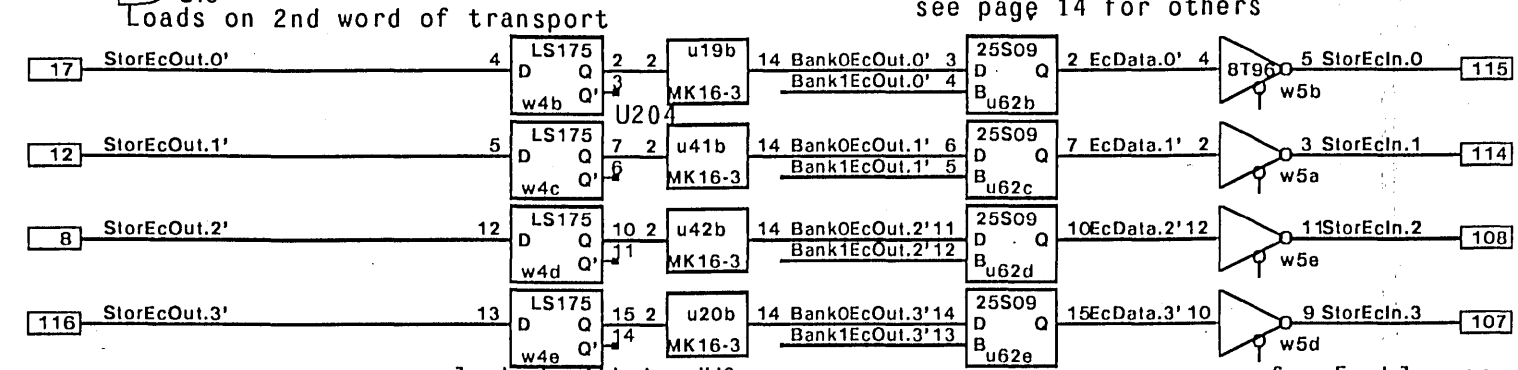 Loads on 2nd word of transport
see page 14 for others
17 StorEcOut.0' 4 LS175 D Q Q' w4b 2 3 2 u19b MK16-3 14 Bank0EcOut.0' 3 Bank1EcOut.0' 4 25S09 D Q B u62b 2 EcData.0' 4 8T96 w5b 5 StorEcIn.0 115
U204
12 StorEcOut.1' 5 LS175 D Q Q' w4c 7 6 2 u41b MK16-3 14 Bank0EcOut.1' 6 Bank1EcOut.1' 5 25S09 D Q B u62c 7 EcData.1' 2 w5a 3 StorEcIn.1 114
8 StorEcOut.2' 12 LS175 D Q Q' w4d 10 11 2 u42b MK16-3 14 Bank0EcOut.2' 11 Bank1EcOut.2' 12 25S09 D Q B u62d 10 EcData.2' 12 w5e 11 StorEcIn.2 108
116 StorEcOut.3' 13 LS175 D Q Q' w4e 15 14 2 u20b MK16-3 14 Bank0EcOut.3' 14 Bank1EcOut.3' 13 25S09 D Q B u62e 15 EcData.3' 10 w5d 9 StorEcIn.3 107